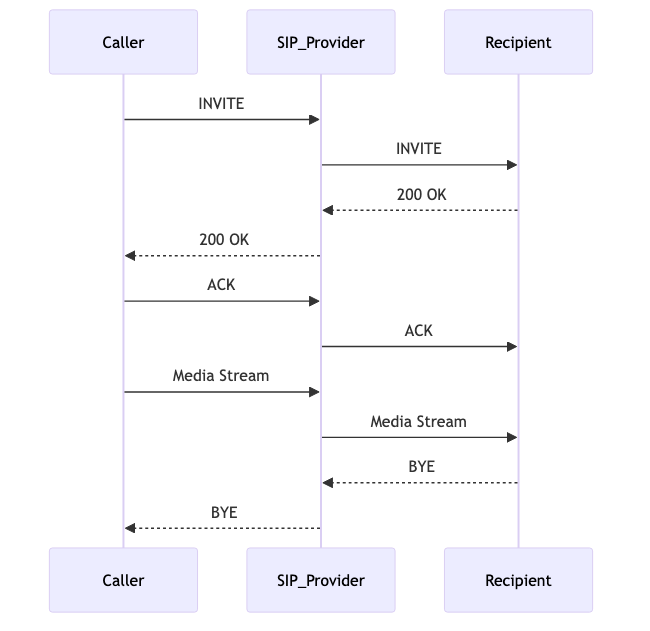 Caller
SIP_Provider
Recipient
INVITE
INVITE
200 OK
200 OK
ACK
ACK
Media Stream
Media Stream
BYE
BYE
Caller
SIP_Provider
Recipient